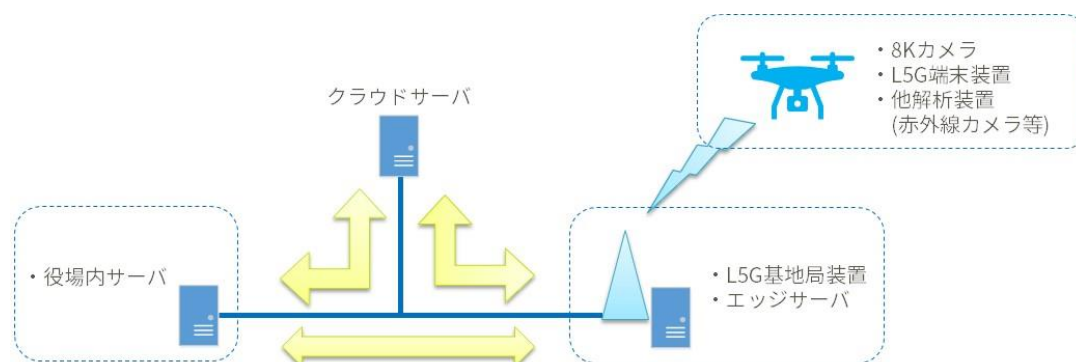 ・8Kカメラ
・L5G端末装置
・他解析装置
(赤外線カメラ等)
クラウドサーバ
・役場内サーバ
・L5G基地局装置
・エッジサーバ